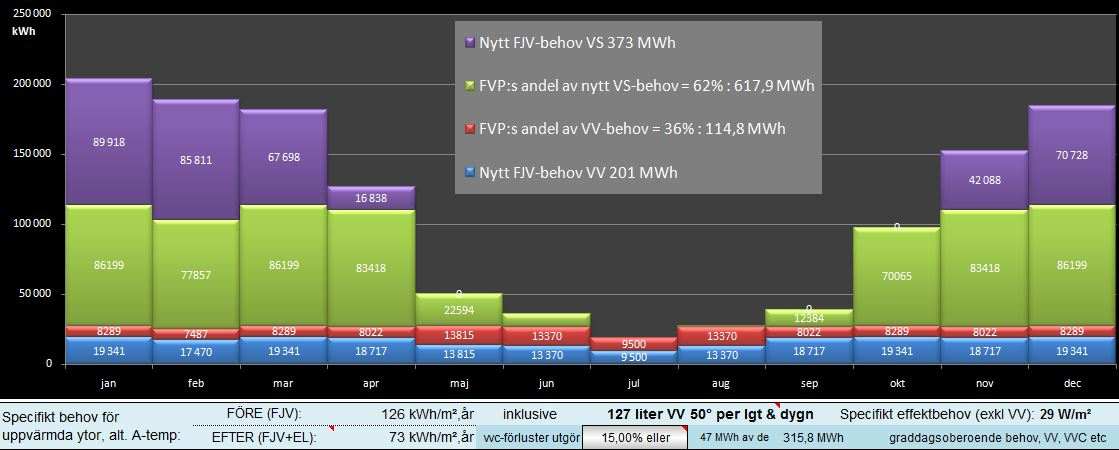 250 000
kWh
200 000
150 000
100 000
50 000
0
Nytt FJV-behov VS 373 MWh
FVP:s andel av nytt VS-behov = 62% : 617,9 MWh
FVP:s andel av VV-behov = 36% : 114,8 MWh
Nytt FJV-behov VV 201 MWh
89 918 85 811 67 698 16 838 0 0 0 42 088 70 728
86199 77857 86199 83418 22594 12384 70065 83418 86199
8289 7487 8289 8022 13815 13370 9500 13370 8022 8289 8022 8289
19 341 17 470 19 341 18 717 13 815 13 370 9 500 13 370 18 717 19 341 18 717 19 341
jan feb mar apr maj jun jul aug sep okt nov dec
Specifikt behov för
uppvärmda ytor, alt. A-temp:
FÖRE (FJV): 126 kWh/m²,år inklusive 127 liter VV 50° per lgt & dygn Specifikt effektbehov (exkl VV): 29 W/m²
EFTER (FJV+EL): 73 kWh/m²,år wc-förluster utgör 15,00% eller 47 MWh av de 315,8 MWh graddagsoberoende behov, VV, VVC etc